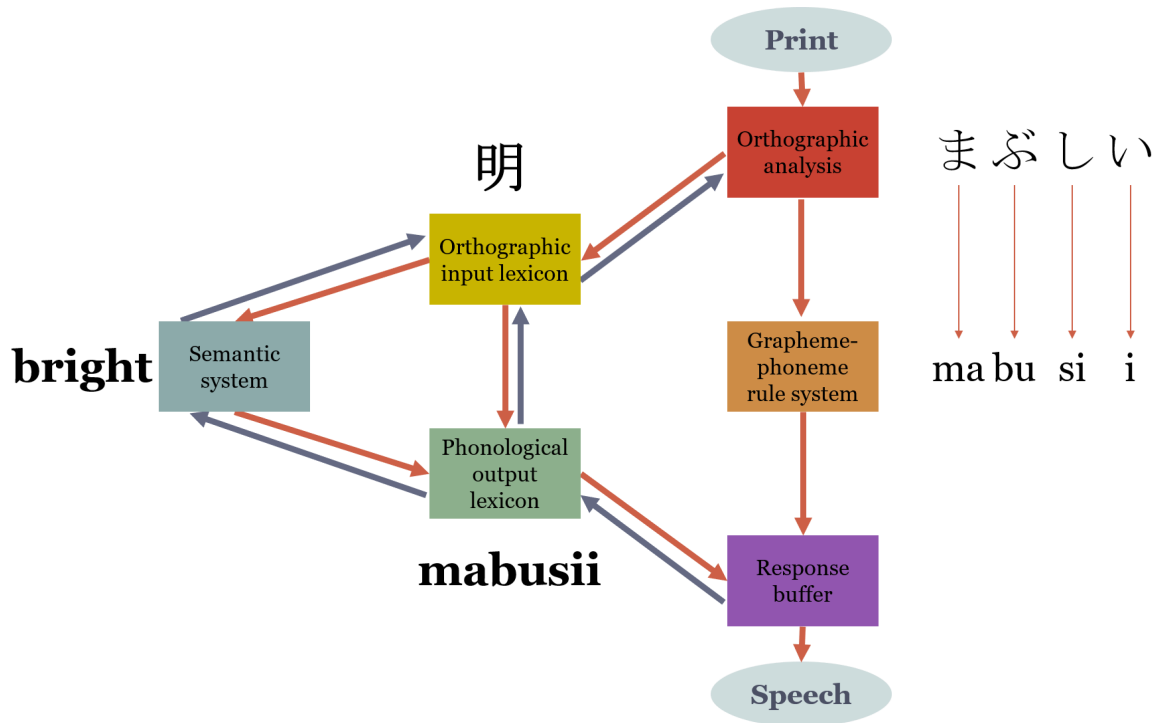 Print
Orthographic
analysis
まぶしい
明
Orthographic
input lexicon
Semantic
system
bright
Grapheme-
phoneme
rule system
ma bu si i
Phonological
output
lexicon
mabusii
Response
buffer
Speech